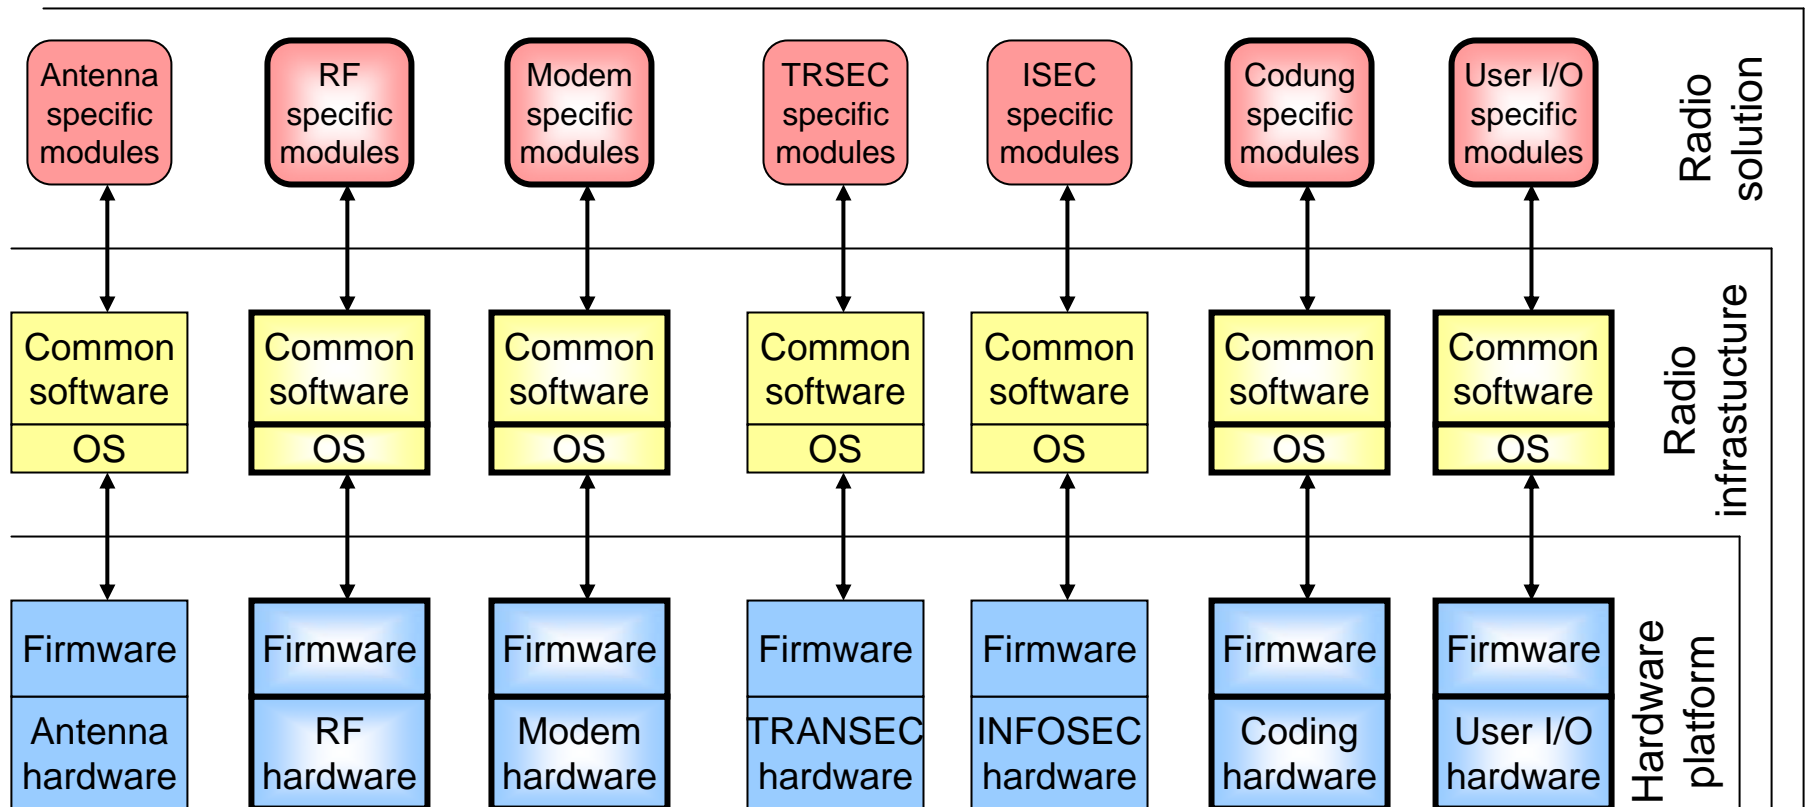 Antenna
specific
modules
RF
specific
modules
Modem
specific
modules
TRSEC
specific
modules
ISEC
specific
modules
Codung
specific
modules
User I/O
specific
modules
Radio
solution
Common
software
OS
Common
software
OS
Common
software
OS
Common
software
OS
Common
software
OS
Common
software
OS
Common
software
OS
Radio
infrastucture
Firmware
Antenna
hardware
Firmware
RF
hardware
Firmware
Modem
hardware
Firmware
TRANSEC
hardware
Firmware
INFOSEC
hardware
Firmware
Coding
hardware
Firmware
User I/O
hardware
Hardware
platform